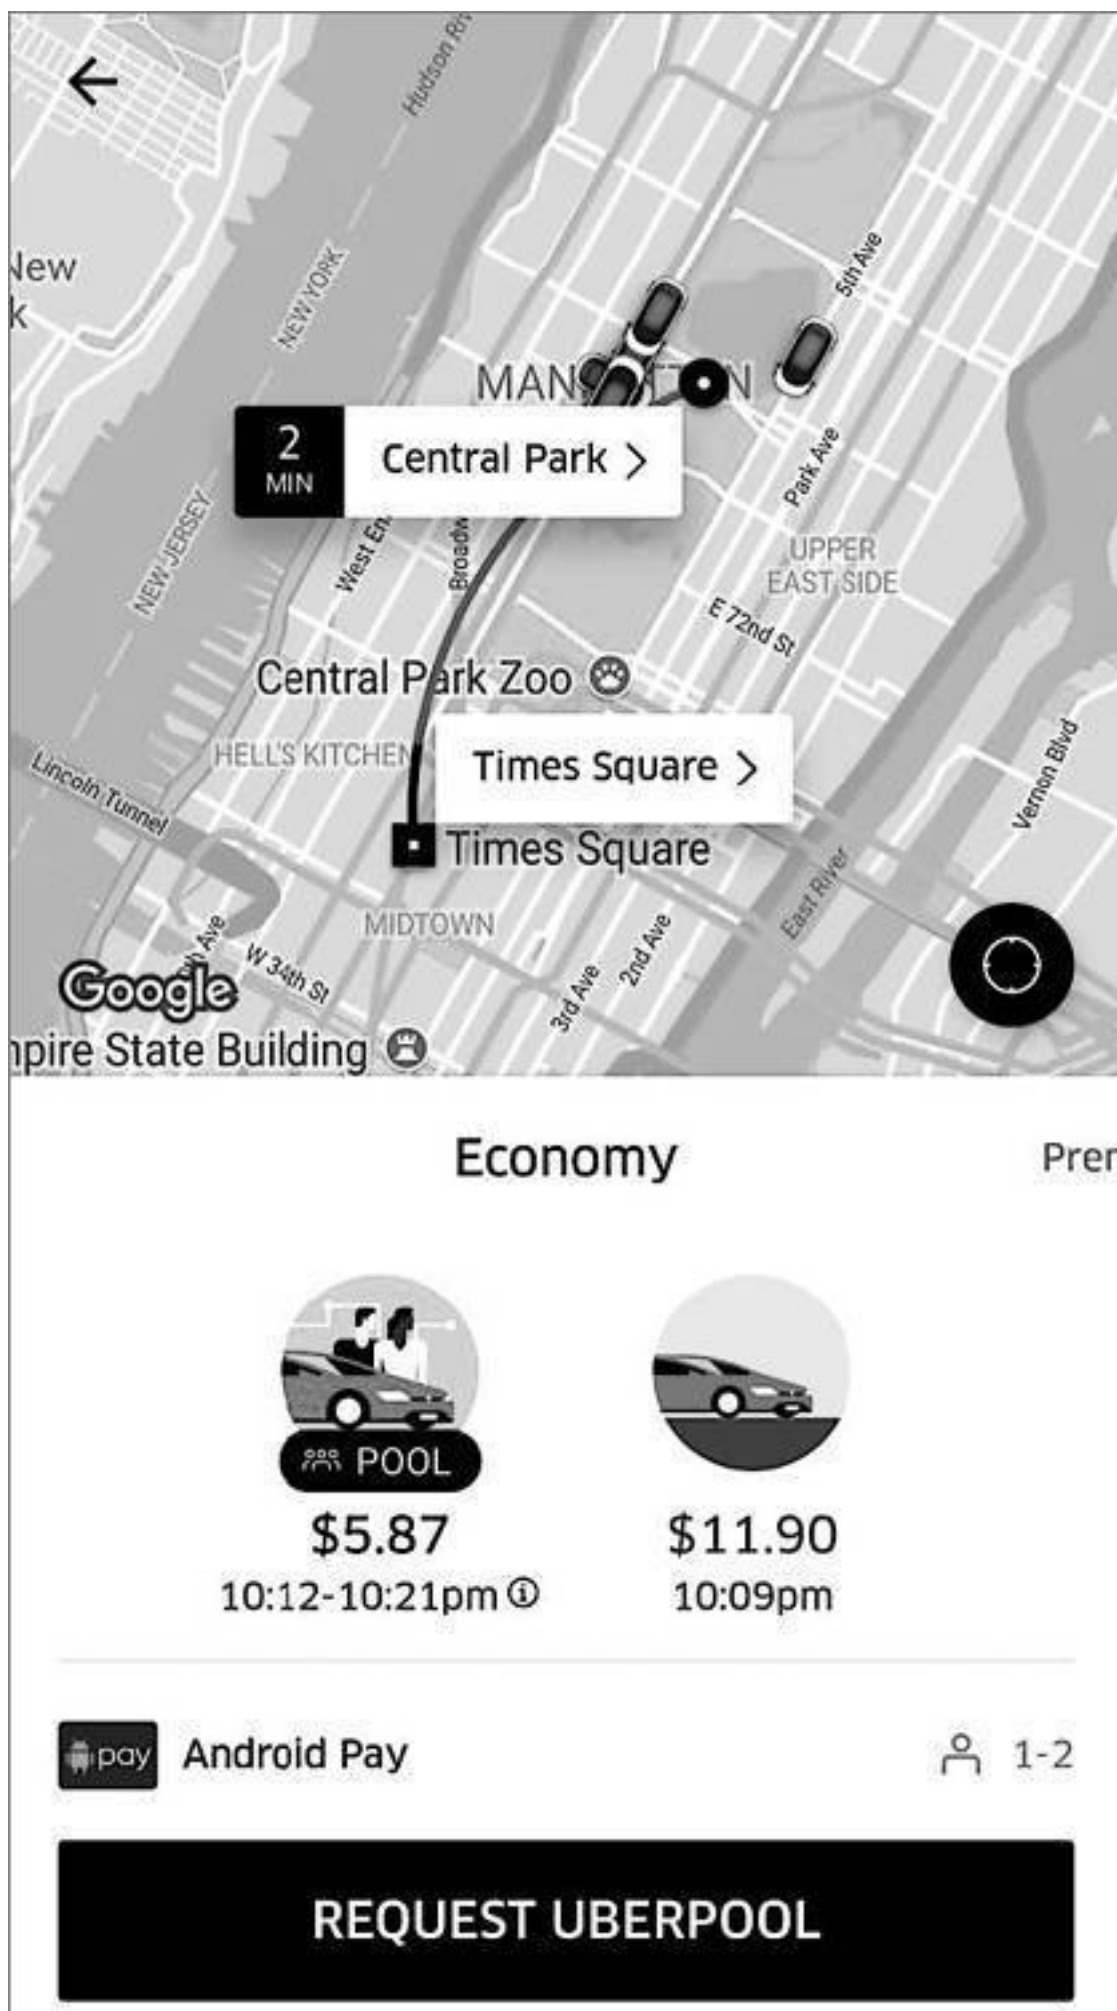 Hudson Riv
New
k
NEW YORK
5th Ave
MAN
N
2
MIN
Central Park
Park Ave
NEW JERSEY
West En
Broadw
UPPER
EAST SIDE
E 72nd St
Central Park Zoo
HELL'S KITCHEN
Times Square
Vernon Blvd
Lincoln Tunnel
Times Square
East River
MIDTOWN
2nd Ave
3rd Ave
h Ave
W 34th St
Google
pire State Building
Economy
Prem
POOL
$5.87
$11.90
10:12-10:21pm
10:09pm
pay
Android Pay
1-2
REQUEST UBERPOOL